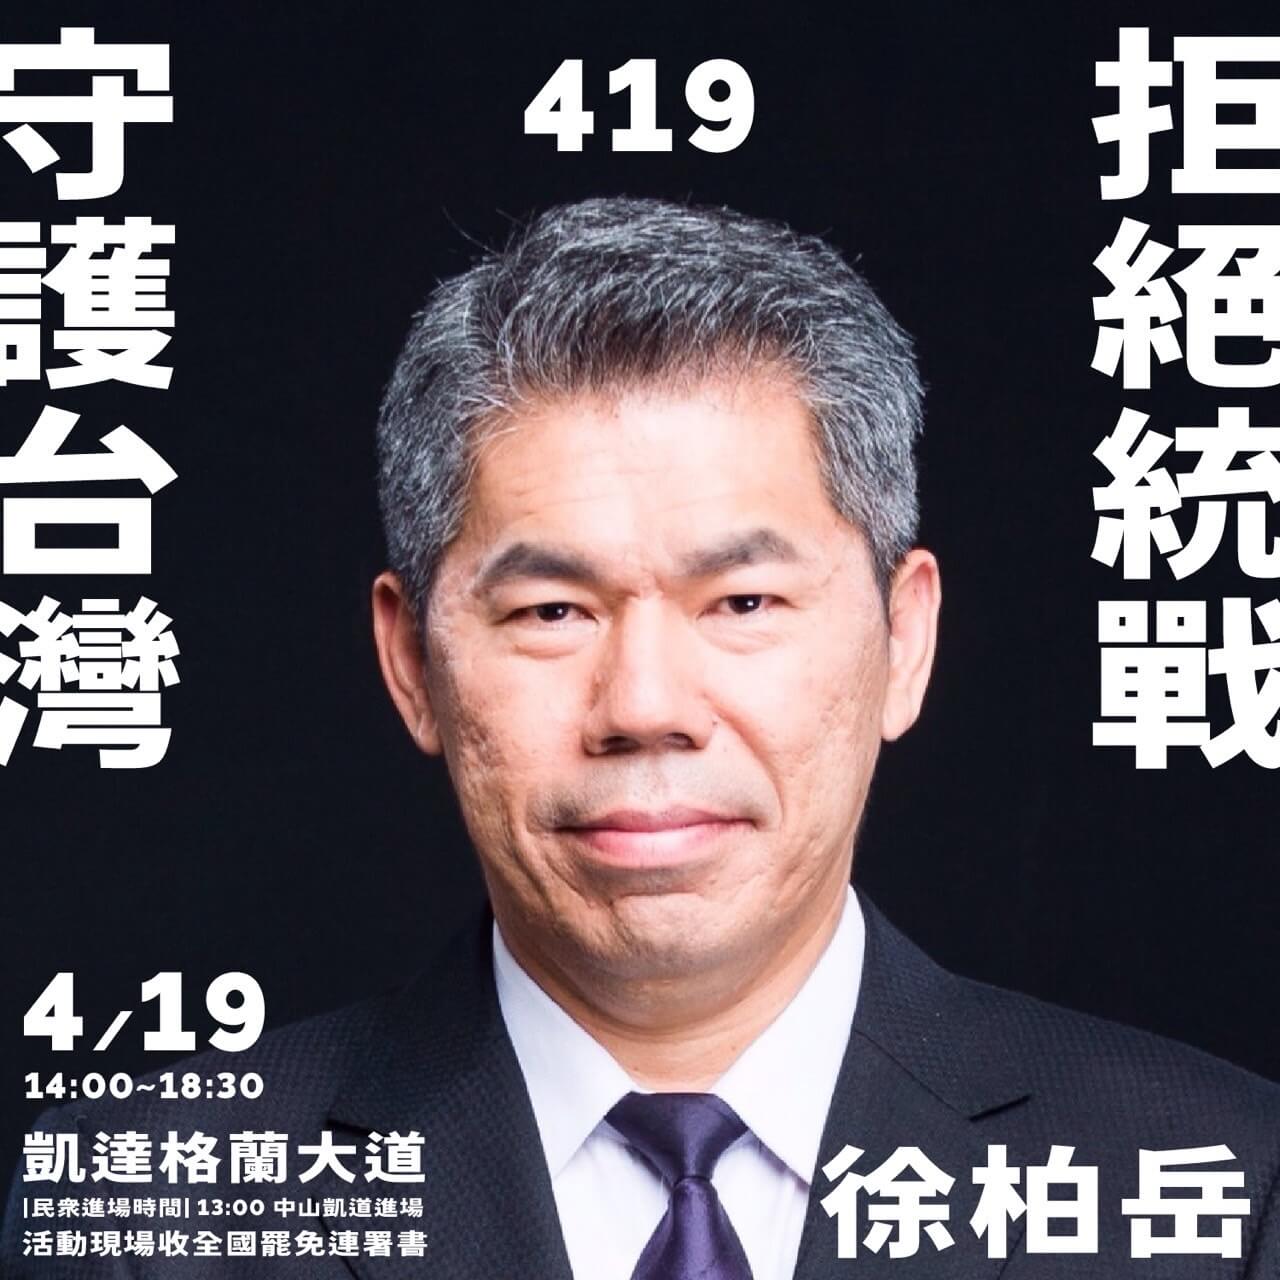 419
拒絕統戰
守護台灣
4/19
14:00~18:30
凱達格蘭大道
|民衆進場時間| 13:00 中山凱道進場
活動現場收全國罷免連署書
徐柏岳